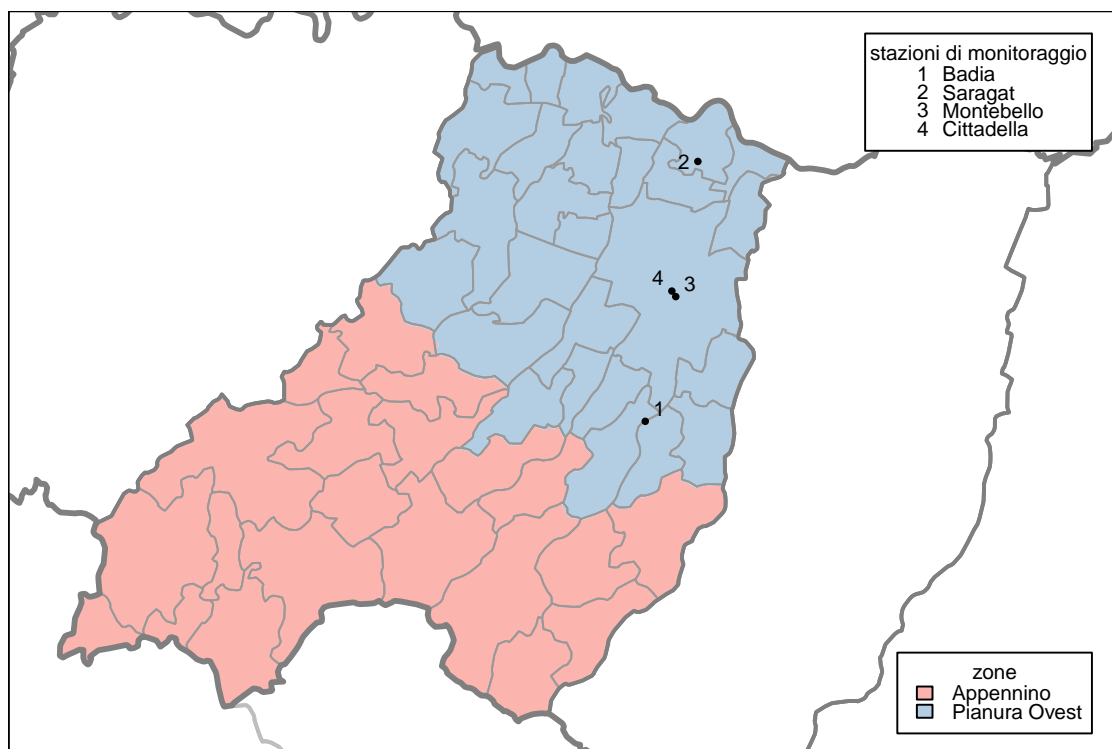 stazioni di monitoraggio
1 Badia
2 Saragat
3 Montebello
4 Cittadella
2
4
3
1
zone
Appennino
Pianura Ovest